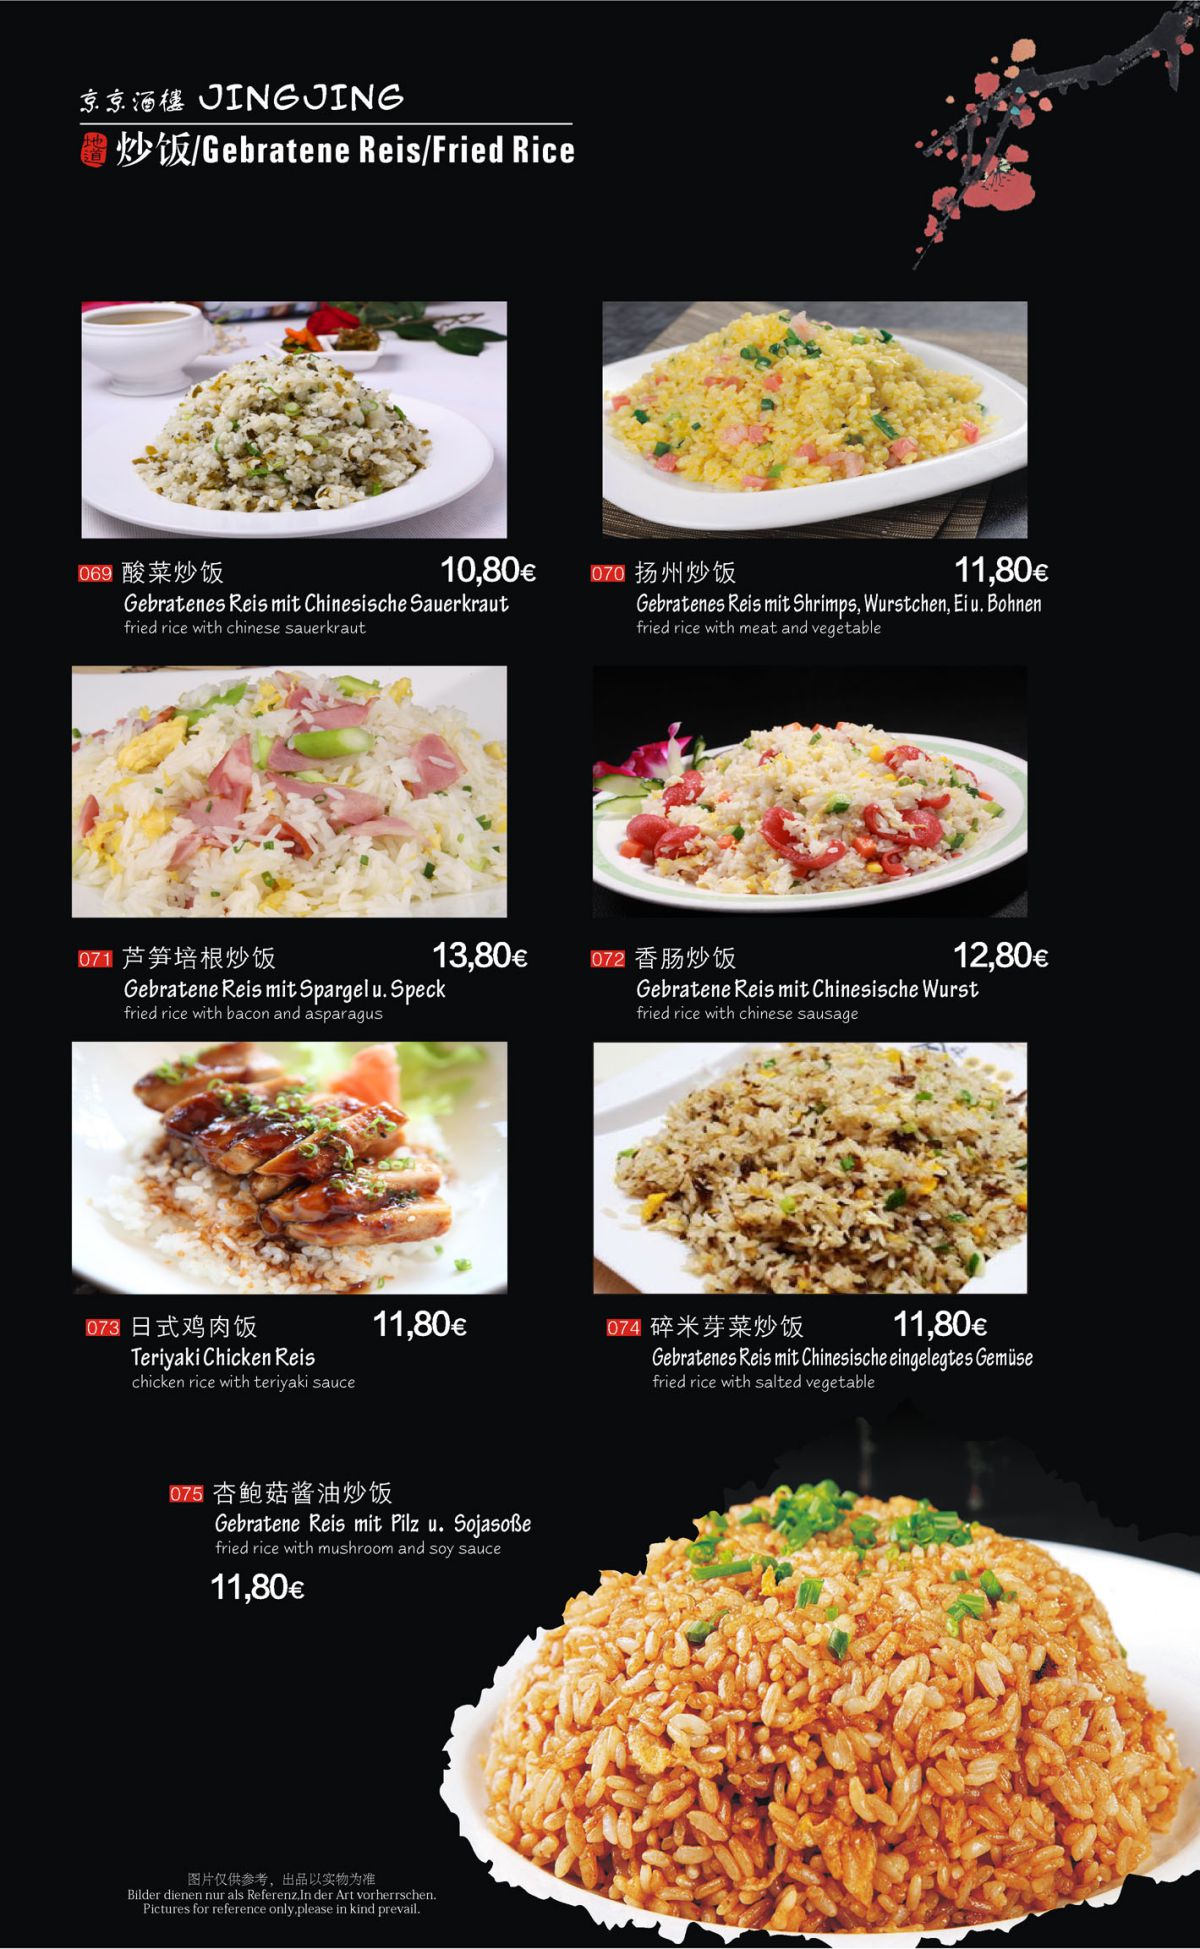 京京酒樓 JINGJING
地道 炒饭/Gebratene Reis/Fried Rice
069 酸菜炒饭 10,80€
Gebratenes Reis mit Chinesische Sauerkraut
fried rice with chinese sauerkraut
070 扬州炒饭 11,80€
Gebratenes Reis mit Shrimps, Wurstchen, Ei u. Bohnen
fried rice with meat and vegetable
071 芦笋培根炒饭 13,80€
Gebratene Reis mit Spargel u. Speck
fried rice with bacon and asparagus
072 香肠炒饭 12,80€
Gebratene Reis mit Chinesische Wurst
fried rice with chinese sausage
073 日式鸡肉饭 11,80€
Teriyaki Chicken Reis
chicken rice with teriyaki sauce
074 碎米芽菜炒饭 11,80€
Gebratenes Reis mit Chinesische eingelegtes Gemüse
fried rice with salted vegetable
075 杏鲍菇酱油炒饭
Gebratene Reis mit Pilz u. Sojasoße
fried rice with mushroom and soy sauce
11,80€
图片仅供参考，出品以实物为准
Bilder dienen nur als Referenz,In der Art vorherrschen.
Pictures for reference only,please in kind prevail.